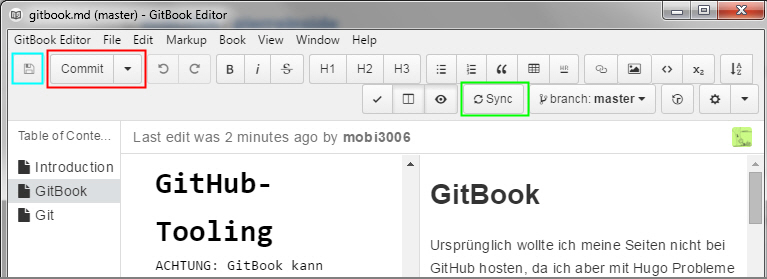 gitbook.md (master) - GitBook Editor
GitBook Editor File Edit Markup Book View Window Help
Commit B i S H1 H2 H3 HR x₂ A Z
Sync branch: master
Table of Conte...
Last edit was 2 minutes ago by mobi3006
Introduction
GitBook
Git
GitHub-
Tooling
ACHTUNG: GitBook kann
GitBook
Ursprünglich wollte ich meine Seiten nicht bei
GitHub hosten, da ich aber mit Hugo Probleme